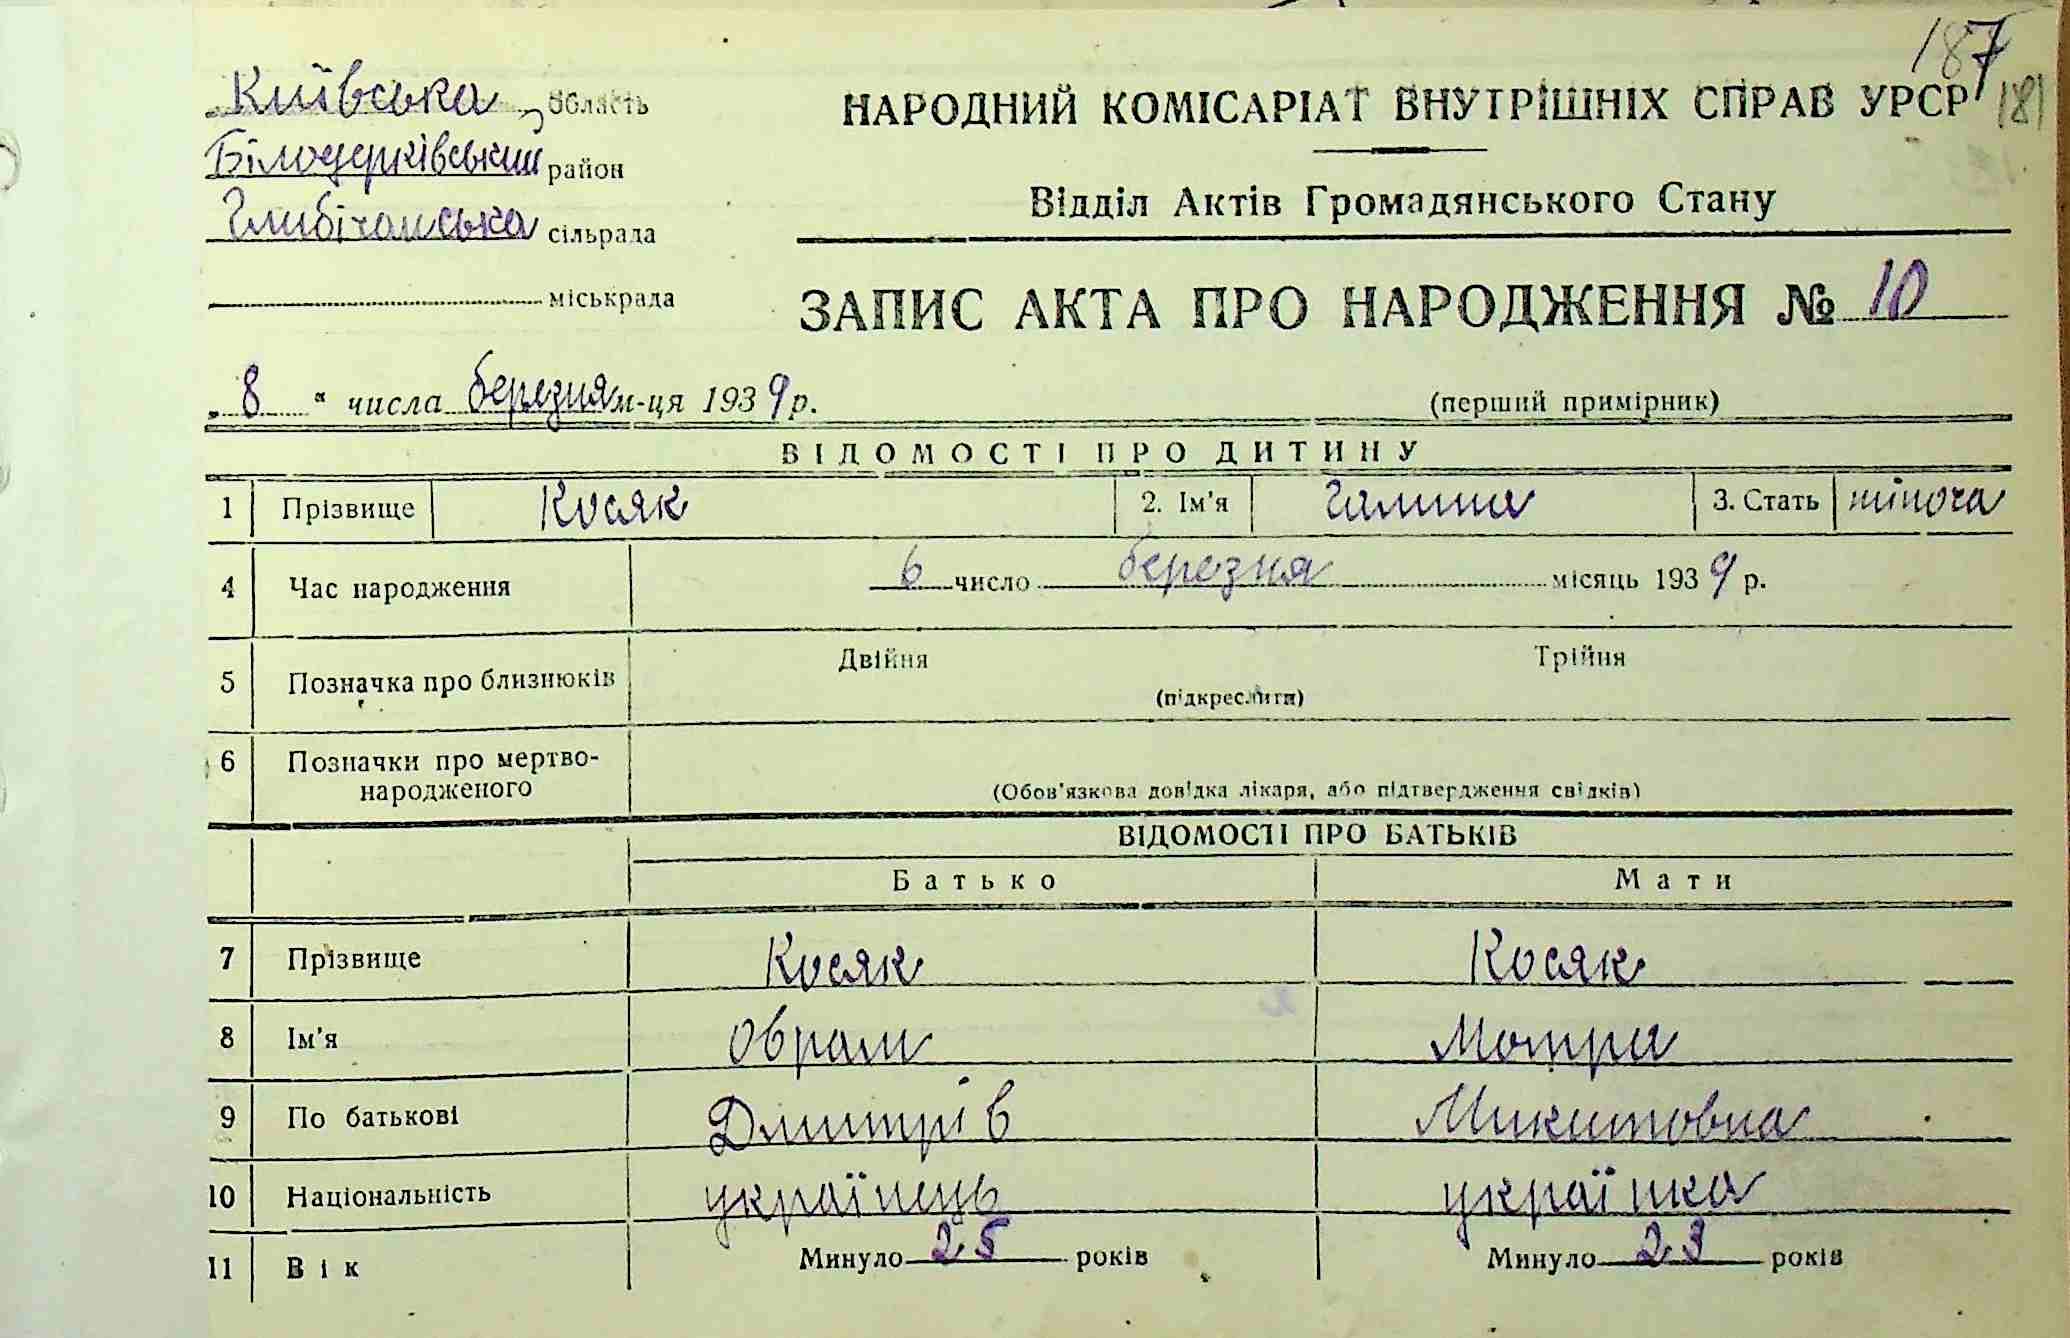 187
181
Київська область
Білоцерківський район
Глибічанська сільрада
міськрада
НАРОДНИЙ КОМІСАРІАТ ВНУТРІШНІХ СПРАВ УРСР
Відділ Актів Громадянського Стану
ЗАПИС АКТА ПРО НАРОДЖЕННЯ № 10
„ 8 “ числа березня м-ця 1939 р.
(перший примірник)
ВІДОМОСТІ ПРО ДИТИНУ
1 Прізвище Косяк 2. Ім'я Галина 3. Стать жіноча
4 Час народження 6 число березня місяць 1939 р.
5 Позначка про близнюків Двійня Трійня
(підкреслити)
6 Позначки про мертво-
народженого (Обов'язкова довідка лікаря, або підтвердження свідків)
ВІДОМОСТІ ПРО БАТЬКІВ
Батько Мати
7 Прізвище Косяк Косяк
8 Ім'я Оврам Мотря
9 По батькові Дмитрів Микитовна
10 Національність українець українка
11 Вік Минуло 25 років Минуло 23 років